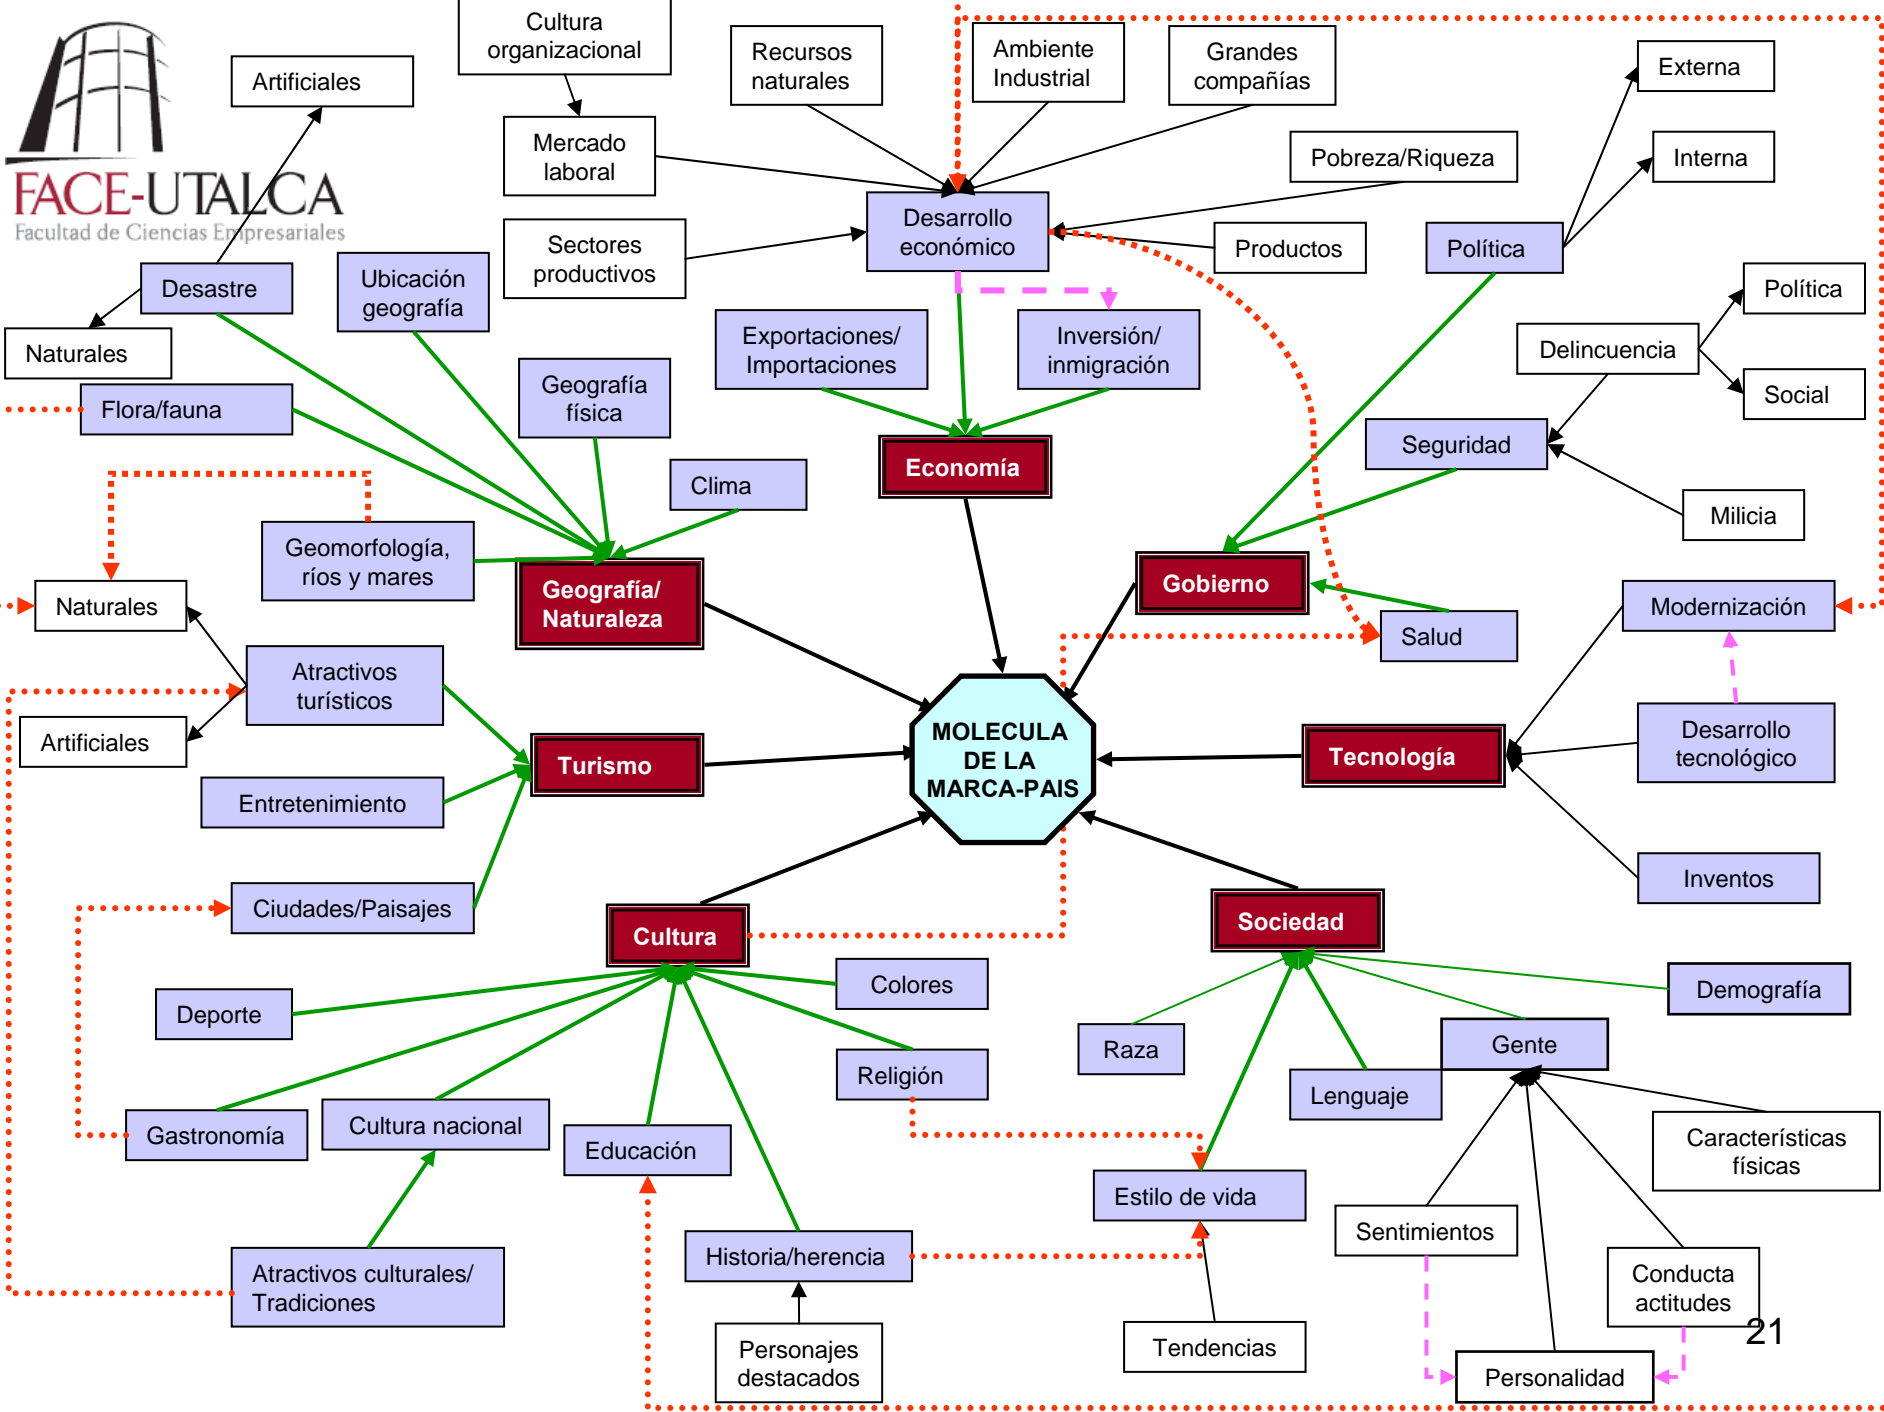 Cultura
organizacional
Recursos
naturales
Ambiente
Industrial
Grandes
compañías
Externa
Artificiales
Mercado
laboral
Pobreza/Riqueza
Interna
FACE-UTALCA
Facultad de Ciencias Empresariales
Desarrollo
económico
Sectores
productivos
Productos
Política
Desastre
Ubicación
geografía
Política
Naturales
Exportaciones/
Importaciones
Inversión/
inmigración
Delincuencia
Flora/fauna
Geografía
física
Social
Seguridad
Economía
Clima
Milicia
Geomorfología,
ríos y mares
Geografía/
Naturaleza
Gobierno
Naturales
Modernización
Salud
Atractivos
turísticos
Artificiales
MOLECULA
DE LA
MARCA-PAIS
Turismo
Tecnología
Desarrollo
tecnológico
Entretenimiento
Inventos
Ciudades/Paisajes
Cultura
Sociedad
Colores
Demografía
Deporte
Raza
Gente
Religión
Lenguaje
Gastronomía
Cultura nacional
Educación
Características
físicas
Estilo de vida
Sentimientos
Historia/herencia
Atractivos culturales/
Tradiciones
Conducta
actitudes
21
Personajes
destacados
Tendencias
Personalidad